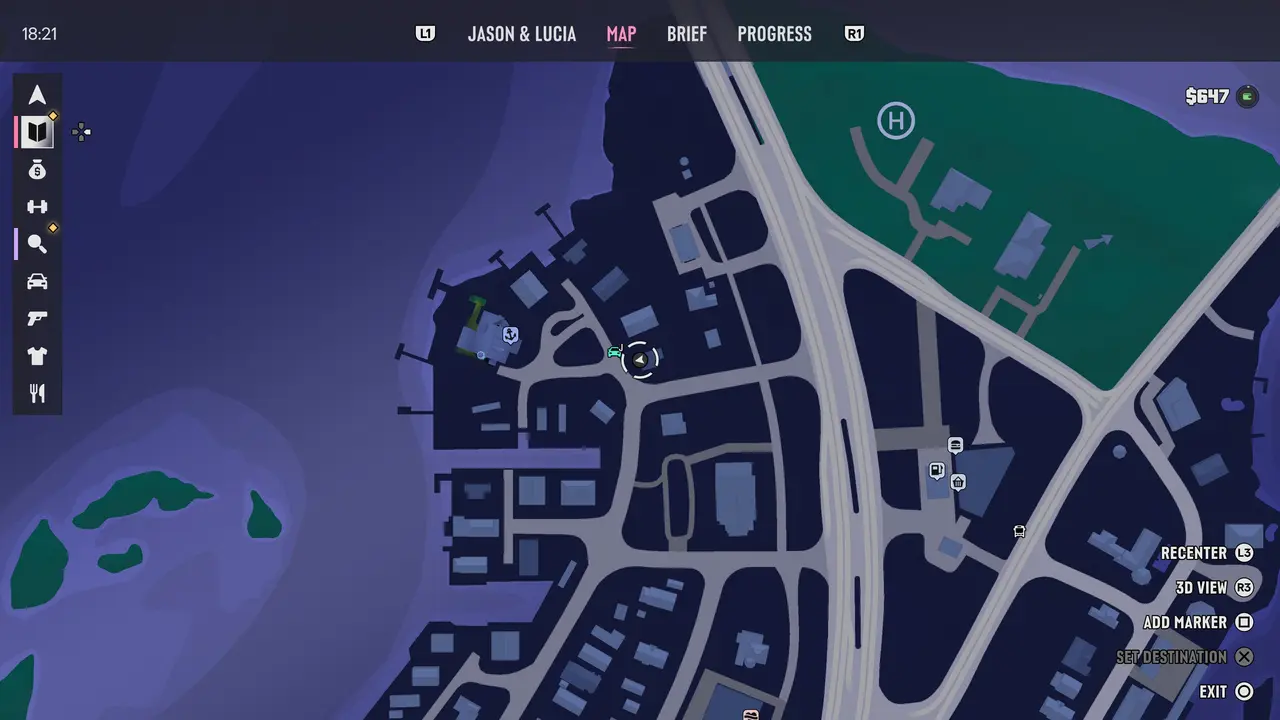 18:21
L1 JASON & LUCIA MAP BRIEF PROGRESS R1
$647
H
J
RECENTER L3
3D VIEW R3
ADD MARKER
SET DESTINATION
EXIT